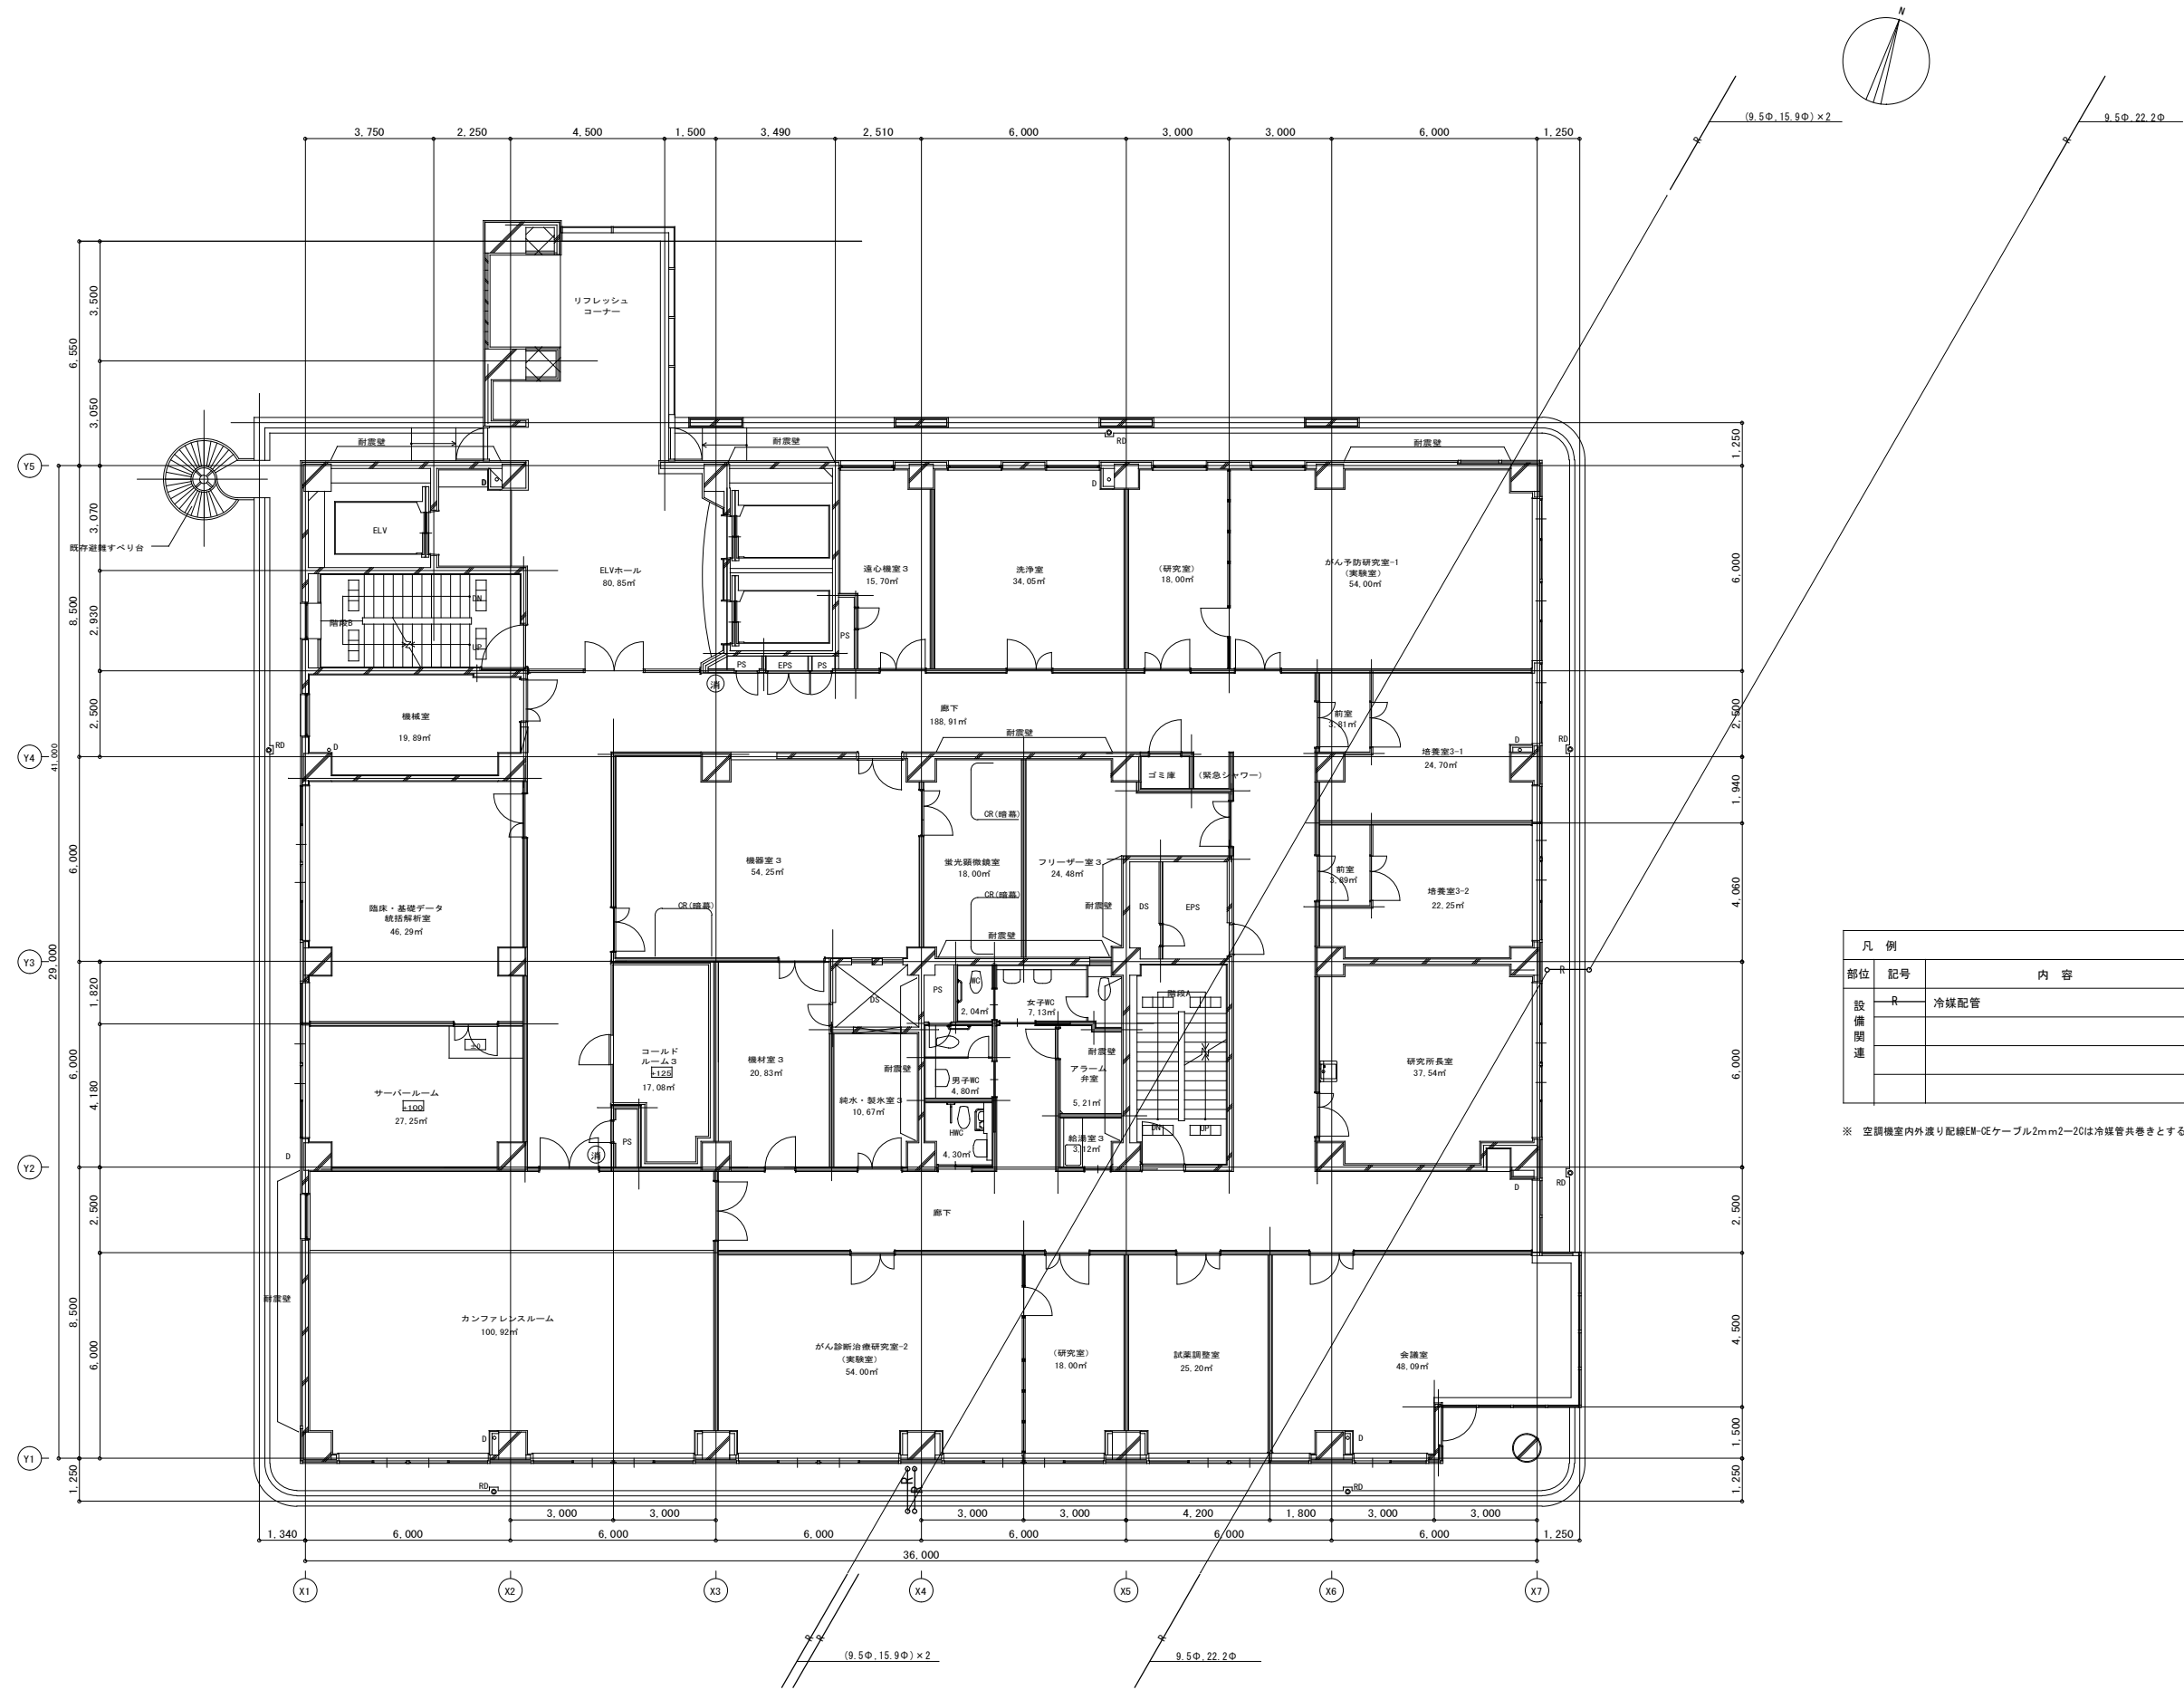 N
(9.5Φ,15.9Φ)×2
9.5Φ,22.2Φ
R
R
3,750
2,250
4,500
1,500
3,490
2,510
6,000
3,000
3,000
6,000
1,250
3,500
6,550
3,050
リフレッシュ
コーナー
耐震壁
耐震壁
RD
耐震壁
1,250
Y5
D
D
ELV
既存避難すべり台
3,070
8,500
2,930
ELVホール
80.85㎡
遠心機室3
15.70㎡
洗浄室
34.05㎡
(研究室)
18.00㎡
がん予防研究室-1
(実験室)
54.00㎡
6,000
DN
階段B
UP
PS
PS
EPS
PS
消
機械室
19.89㎡
廊下
188.91㎡
前室
3.81㎡
2,500
2,500
RD
D
耐震壁
D
RD
Y4
41,000
培養室3-1
24.70㎡
ゴミ庫
(緊急シャワー)
1,940
CR(暗幕)
機器室3
54.25㎡
蛍光顕微鏡室
18.00㎡
フリーザー室3
24.48㎡
前室
3.89㎡
培養室3-2
22.25㎡
6,000
4,060
臨床・基礎データ
統括解析室
46.29㎡
CR(暗幕)
CR(暗幕)
耐震壁
DS
EPS
耐震壁
Y3
29,000
R
1,820
DS
PS
WC
2.04㎡
女子WC
7.13㎡
階段A
±0
コールド
ルーム3
+125
17.08㎡
機材室3
20.83㎡
耐震壁
耐震壁
アラーム
弁室
5.21㎡
研究所長室
37.54㎡
6,000
4,180
6,000
サーバールーム
+100
27.25㎡
純水・製氷室3
10.67㎡
男子WC
4.80㎡
PS
HWC
4.30㎡
給湯室3
3.12㎡
DN
UP
消
D
Y2
D
RD
2,500
廊下
2,500
8,500
耐震壁
カンファレンスルーム
100.92㎡
がん診断治療研究室-2
(実験室)
54.00㎡
(研究室)
18.00㎡
試薬調整室
25.20㎡
会議室
48.09㎡
6,000
4,500
D
D
1,500
Y1
1,250
RD
R
R
RD
1,250
3,000
3,000
3,000
3,000
4,200
1,800
3,000
3,000
1,340
6,000
6,000
6,000
6,000
6,000
6,000
1,250
36,000
X1
X2
X3
X4
X5
X6
X7
R
R
R
(9.5Φ,15.9Φ)×2
9.5Φ,22.2Φ
凡 例
部位
記号
内 容
設備関連
R
冷媒配管
※ 空調機室内外渡り配線EM-CEケーブル2mm2ー2Cは冷媒管共巻きとする